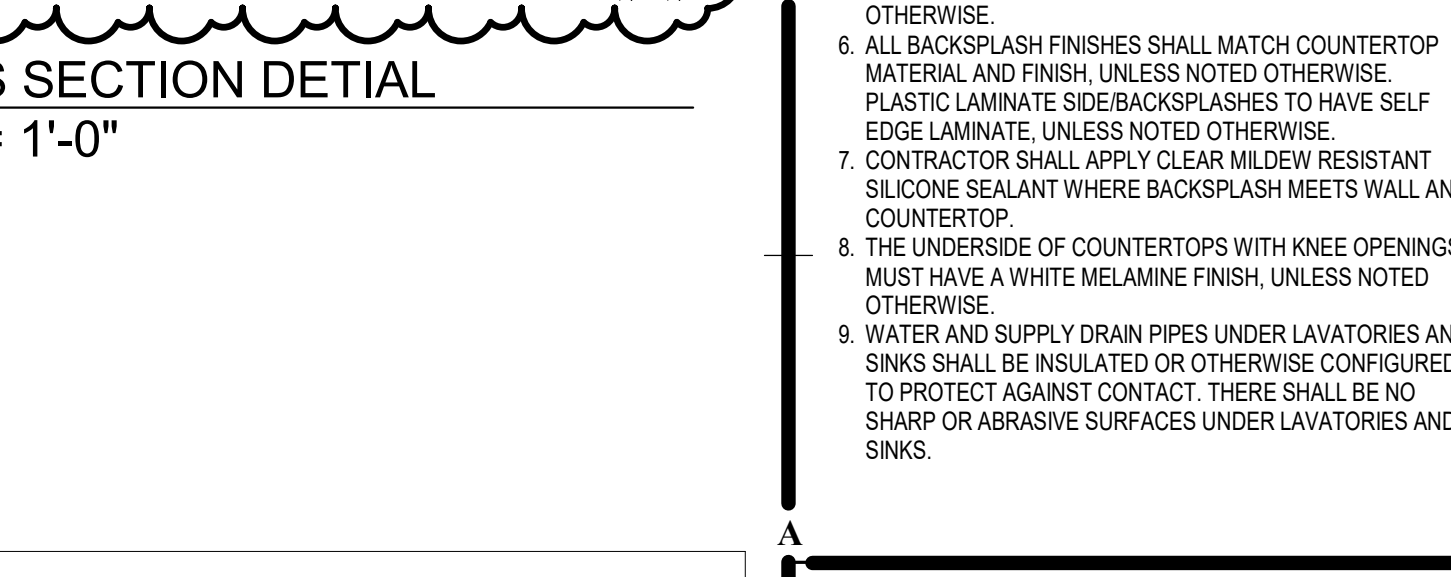 SECTION DETIAL
1'-0"
OTHERWISE.
6. ALL BACKSPLASH FINISHES SHALL MATCH COUNTERTOP
MATERIAL AND FINISH, UNLESS NOTED OTHERWISE.
PLASTIC LAMINATE SIDE/BACKSPLASHES TO HAVE SELF
EDGE LAMINATE, UNLESS NOTED OTHERWISE.
7. CONTRACTOR SHALL APPLY CLEAR MILDEW RESISTANT
SILICONE SEALANT WHERE BACKSPLASH MEETS WALL AN
COUNTERTOP.
8. THE UNDERSIDE OF COUNTERTOPS WITH KNEE OPENINGS
MUST HAVE A WHITE MELAMINE FINISH, UNLESS NOTED
OTHERWISE.
9. WATER AND SUPPLY DRAIN PIPES UNDER LAVATORIES AN
SINKS SHALL BE INSULATED OR OTHERWISE CONFIGURED
TO PROTECT AGAINST CONTACT. THERE SHALL BE NO
SHARP OR ABRASIVE SURFACES UNDER LAVATORIES AND
SINKS.
A